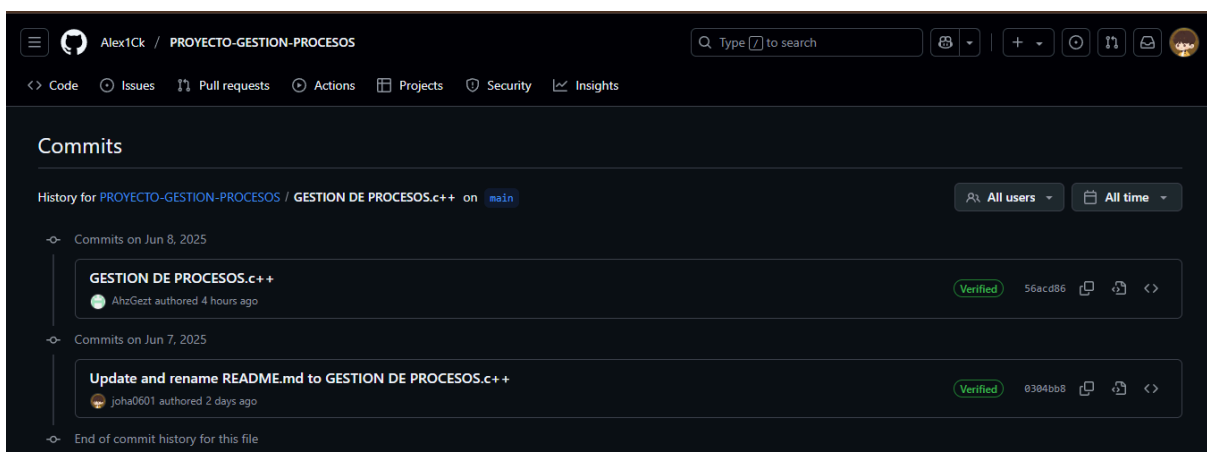 Alex1Ck / PROYECTO-GESTION-PROCESOS Type / to search
Code Issues Pull requests Actions Projects Security Insights
Commits
History for PROYECTO-GESTION-PROCESOS / GESTION DE PROCESOS.c++ on main All users All time
Commits on Jun 8, 2025
GESTION DE PROCESOS.c++
AhzGezt authored 4 hours ago
Verified 56acd86
Commits on Jun 7, 2025
Update and rename README.md to GESTION DE PROCESOS.c++
joha0601 authored 2 days ago
Verified 0304bb8
End of commit history for this file